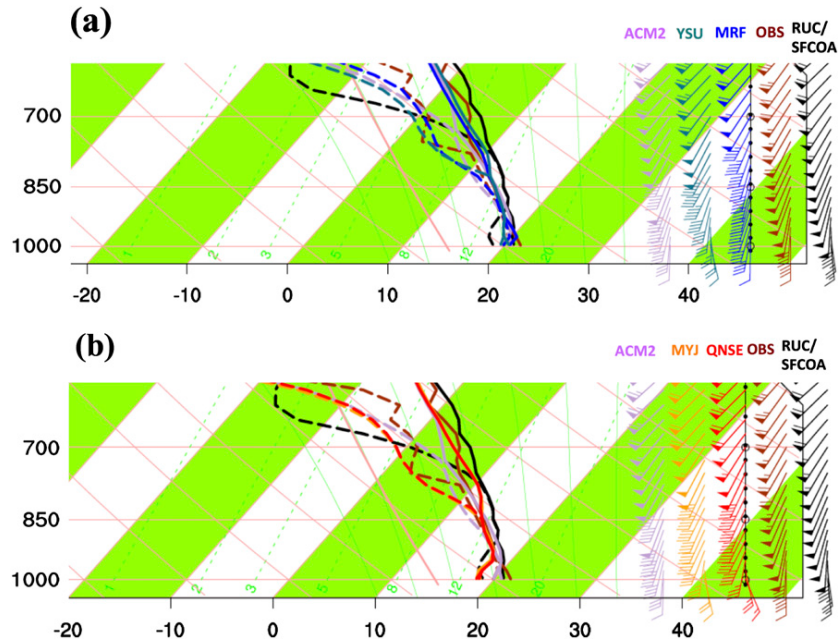 (a)
ACM2 YSU MRF OBS RUC/
SFCOA
700
850
1000
1 2 3 5 8 12 20
-20 -10 0 10 20 30 40
(b)
ACM2 MYJ QNSE OBS RUC/
SFCOA
700
850
1000
1 2 3 5 8 12 20
-20 -10 0 10 20 30 40